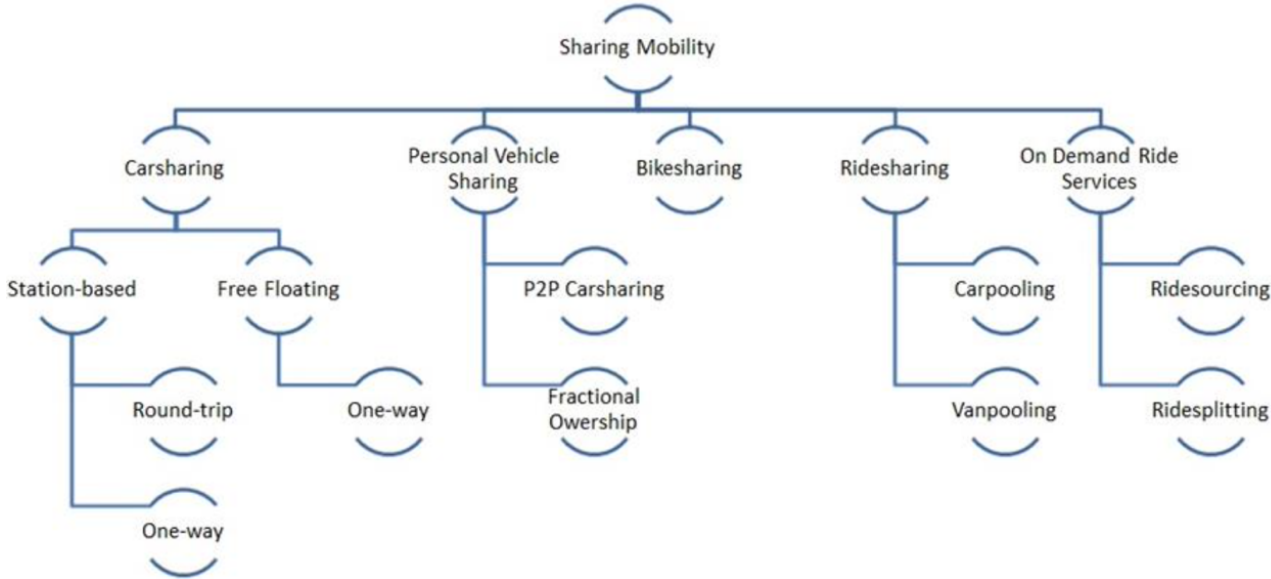 Sharing Mobility
Carsharing
Personal Vehicle
Sharing
Bikesharing
Ridesharing
On Demand Ride
Services
Station-based
Free Floating
P2P Carsharing
Carpooling
Ridesourcing
Round-trip
One-way
Fractional
Owership
Vanpooling
Ridesplitting
One-way